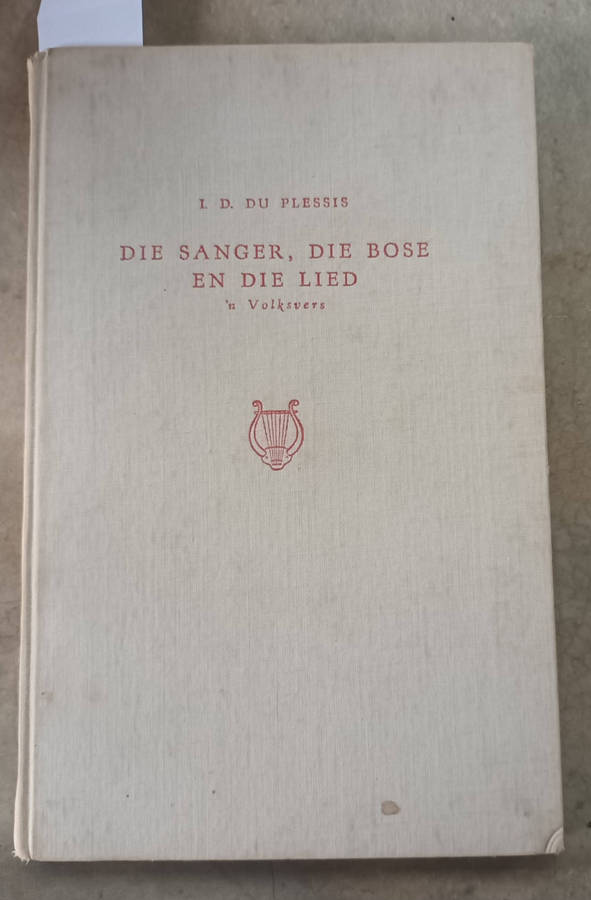 I. D. DU PLESSIS
DIE SANGER, DIE BOSE
EN DIE LIED
'n Volksvers